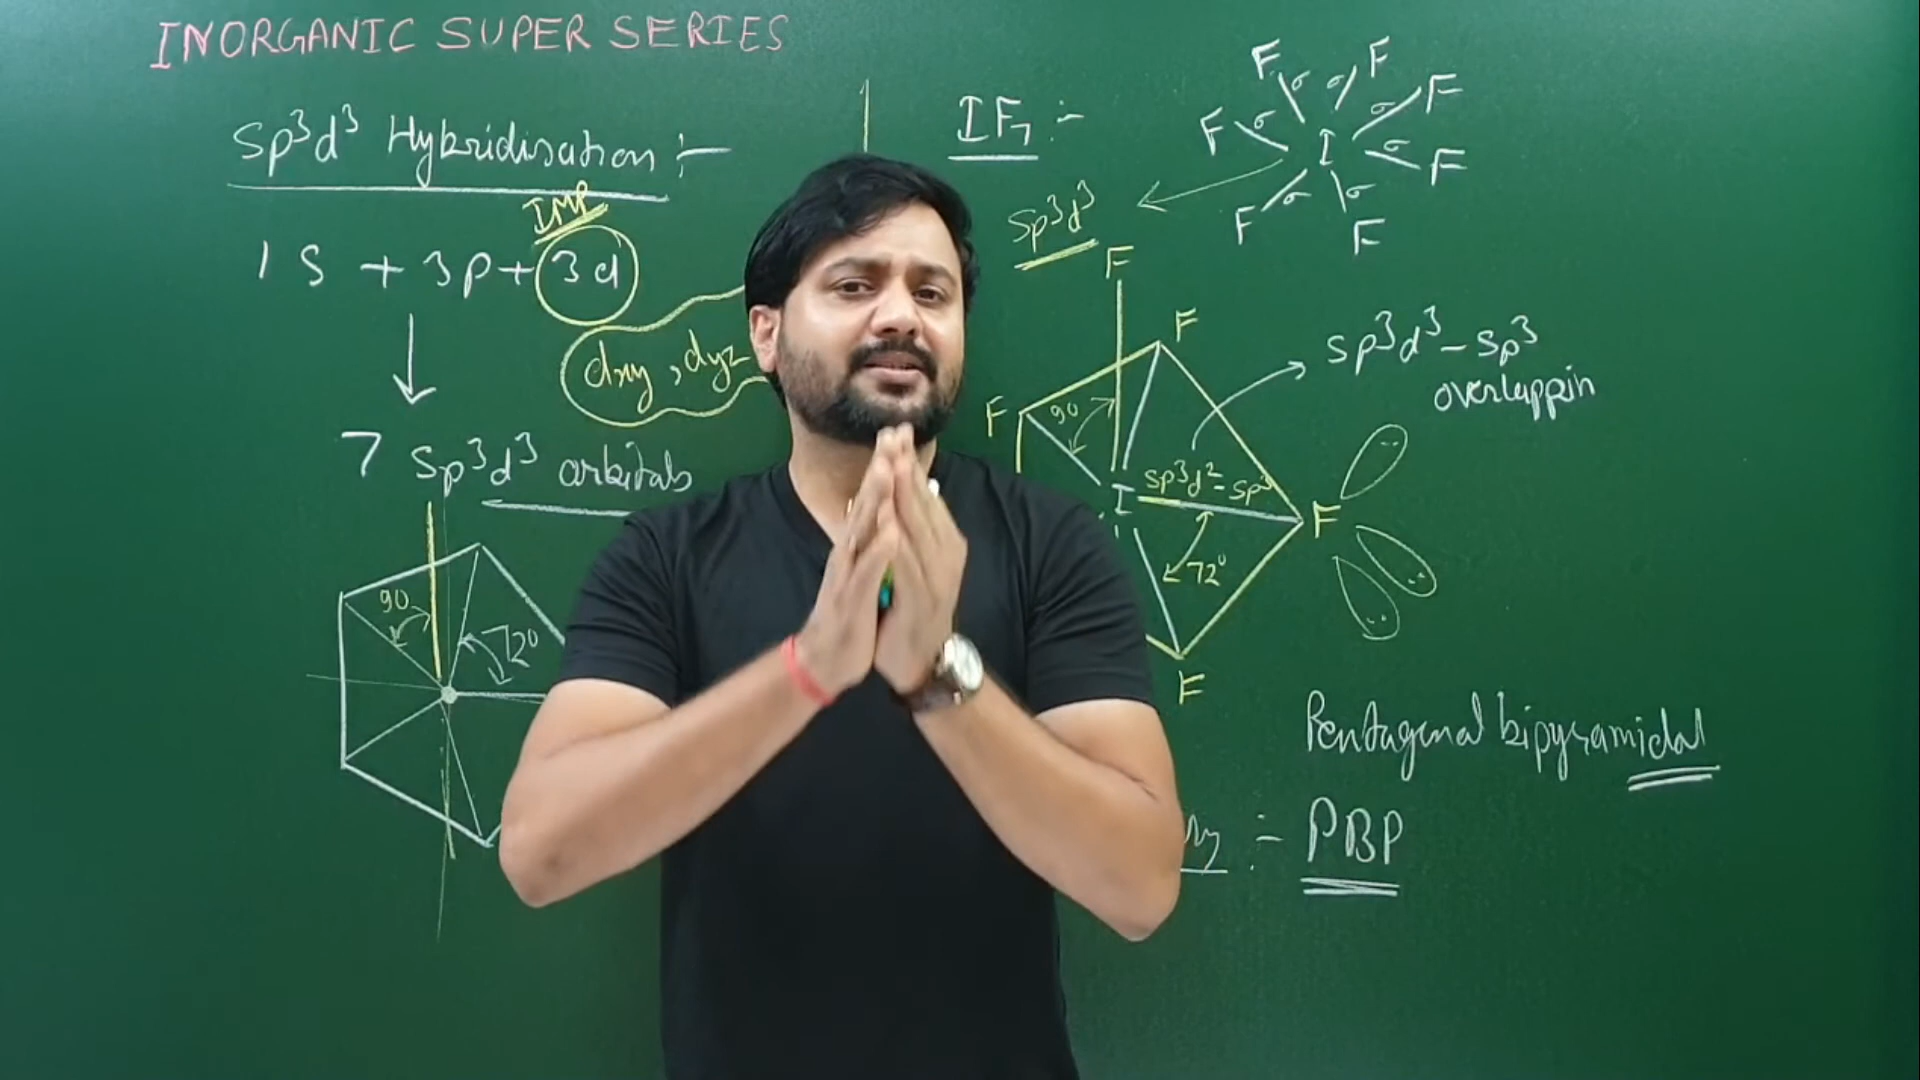 INORGANIC SUPER SERIES
Sp³d³ Hybridisation :-
IMP
1 S + 3p + 3d
dxy, dyz
7 Sp³d³ orbitals
90
72°
IF₇ :-
F F F F F F F
I
σ σ σ σ σ σ σ
Sp³d³
F
F
F
90
I
sp³d² - sp³
F
72°
F
sp³d³ - sp³
overlappin
Pentagonal bipyramidal
:- PBP